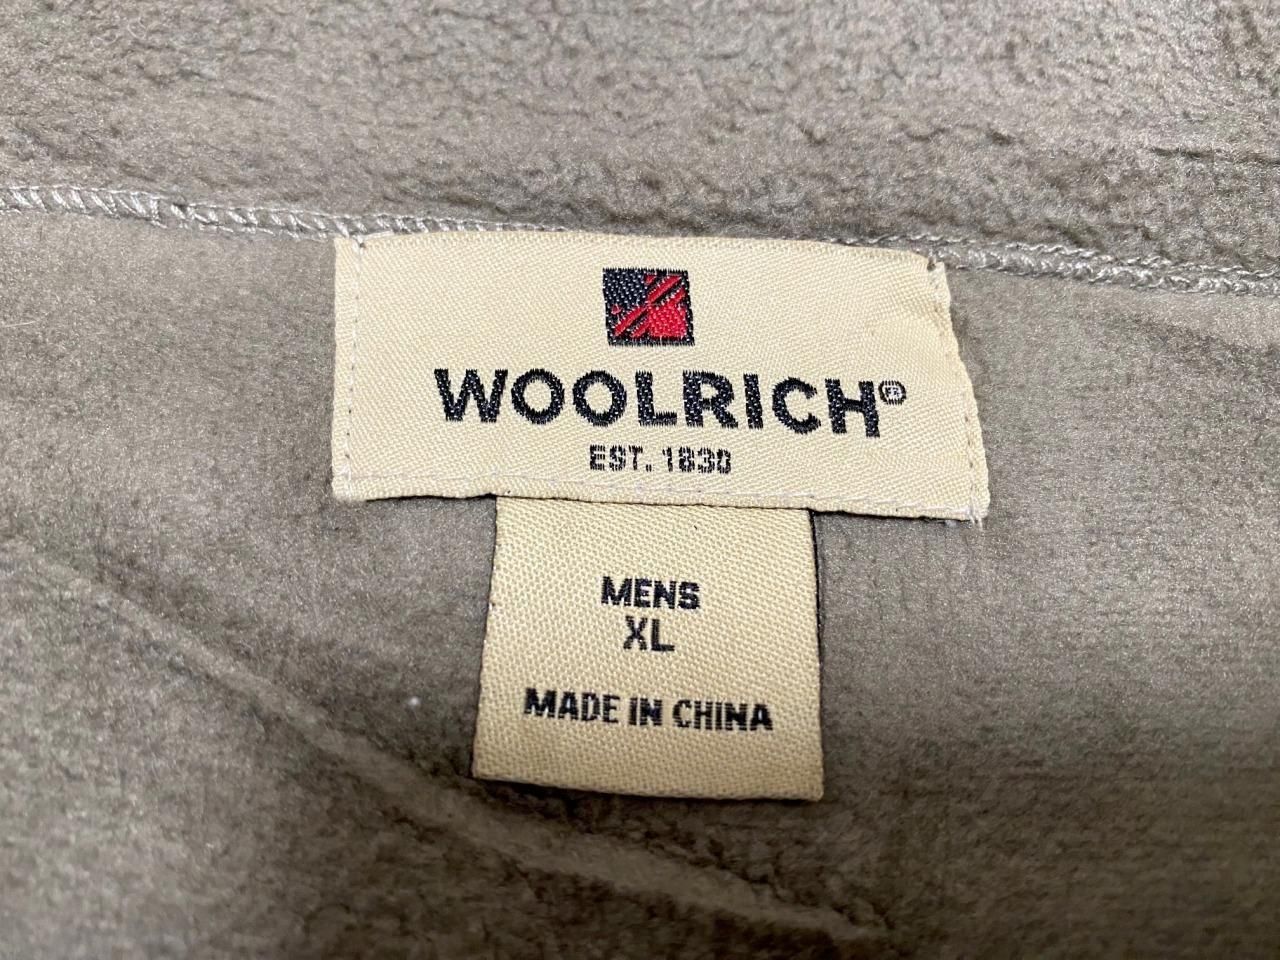 WOOLRICH®
EST. 1830
MENS
XL
MADE IN CHINA